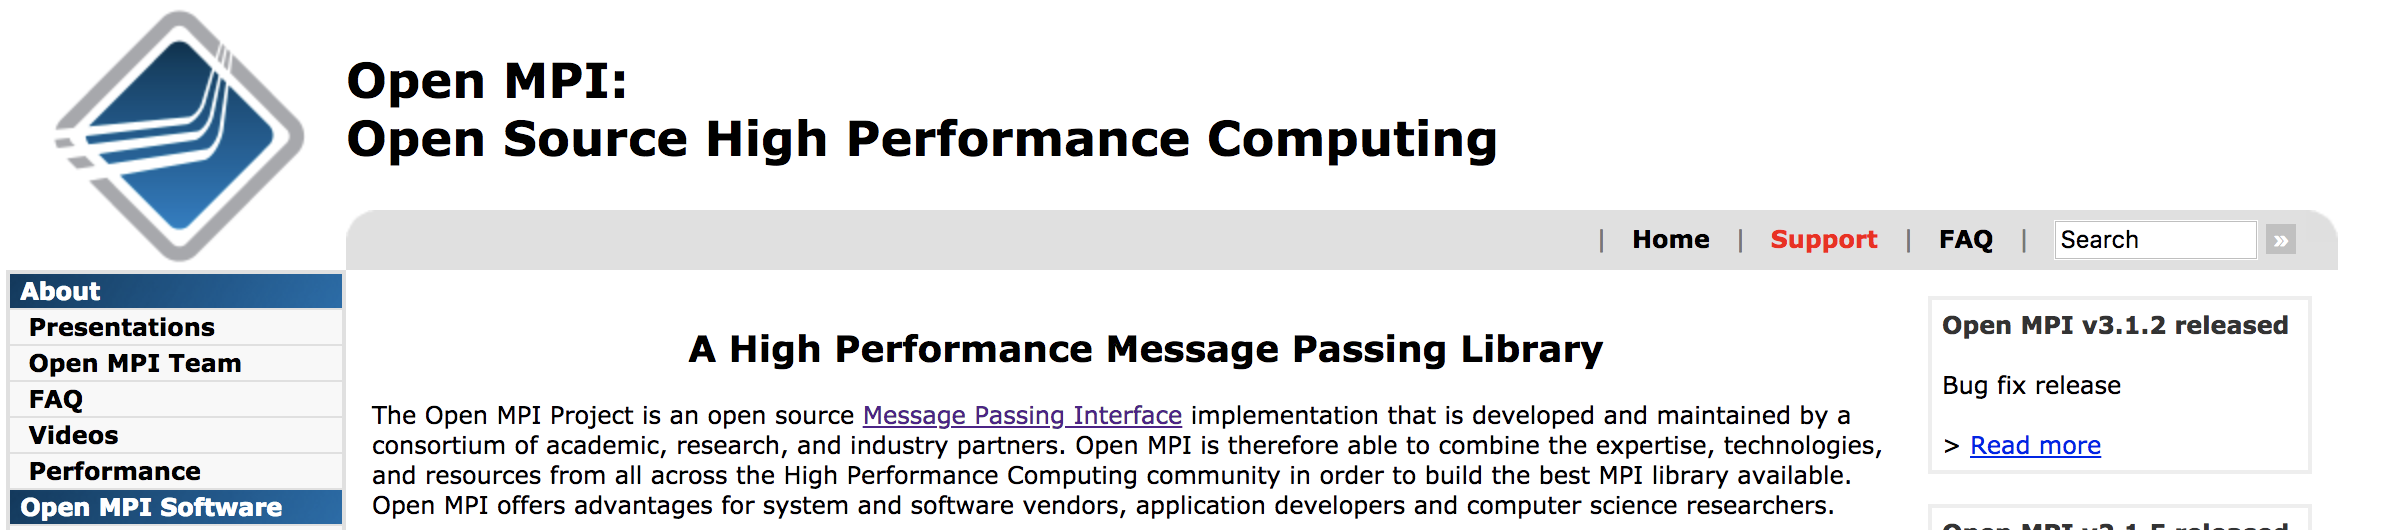 Open MPI:
Open Source High Performance Computing
| Home | Support | FAQ | Search »
About
Presentations
Open MPI Team
FAQ
Videos
Performance
Open MPI Software
A High Performance Message Passing Library
The Open MPI Project is an open source Message Passing Interface implementation that is developed and maintained by a
consortium of academic, research, and industry partners. Open MPI is therefore able to combine the expertise, technologies,
and resources from all across the High Performance Computing community in order to build the best MPI library available.
Open MPI offers advantages for system and software vendors, application developers and computer science researchers.
Open MPI v3.1.2 released
Bug fix release
> Read more